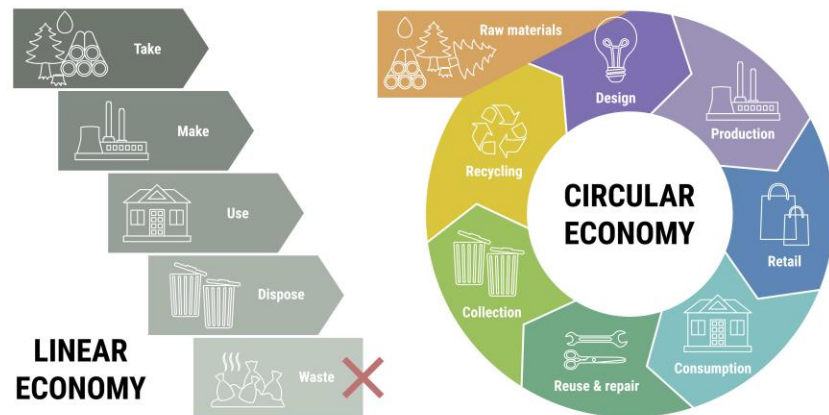 Take
Make
Use
Dispose
Waste
LINEAR
ECONOMY
Raw materials
Design
Production
Retail
Consumption
Reuse & repair
Collection
Recycling
CIRCULAR
ECONOMY